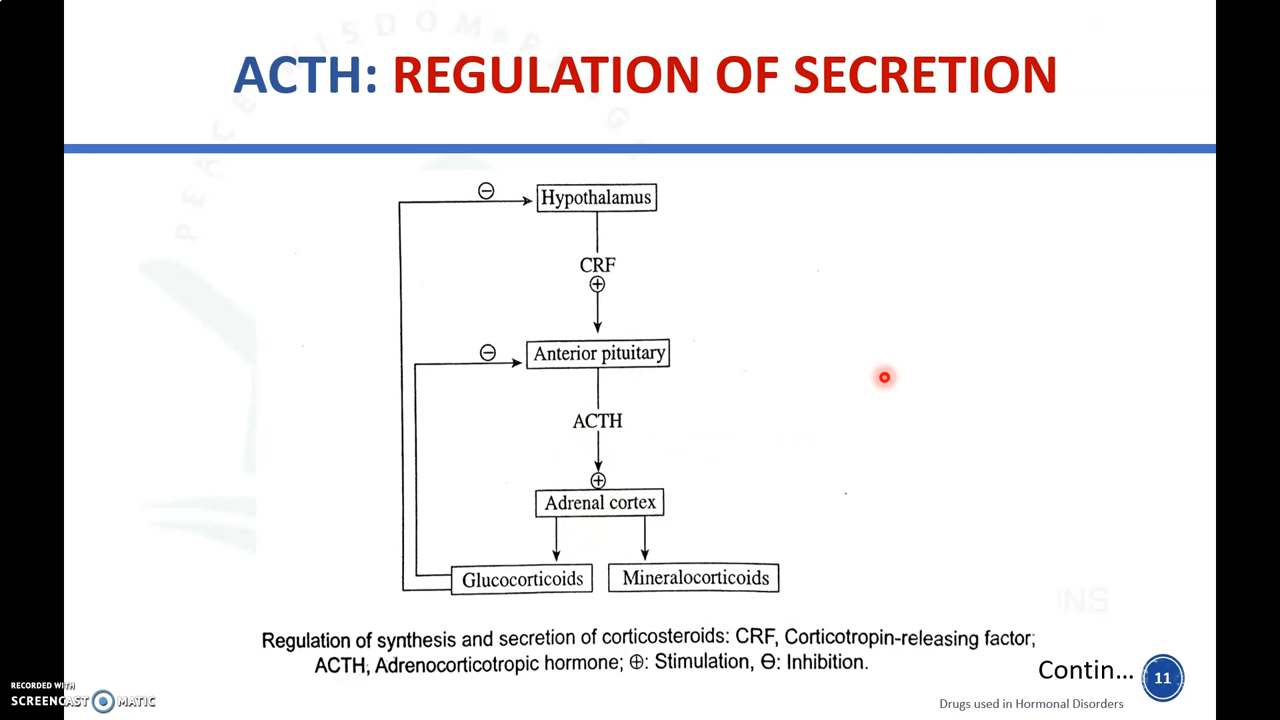 ACTH: REGULATION OF SECRETION
⊖
Hypothalamus
CRF
⊕
⊖
Anterior pituitary
ACTH
⊕
Adrenal cortex
Glucocorticoids
Mineralocorticoids
Regulation of synthesis and secretion of corticosteroids: CRF, Corticotropin-releasing factor;
ACTH, Adrenocorticotropic hormone; ⊕: Stimulation, ⊖: Inhibition.
Contin...
11
Drugs used in Hormonal Disorders
RECORDED WITH
SCREENCAST MATIC